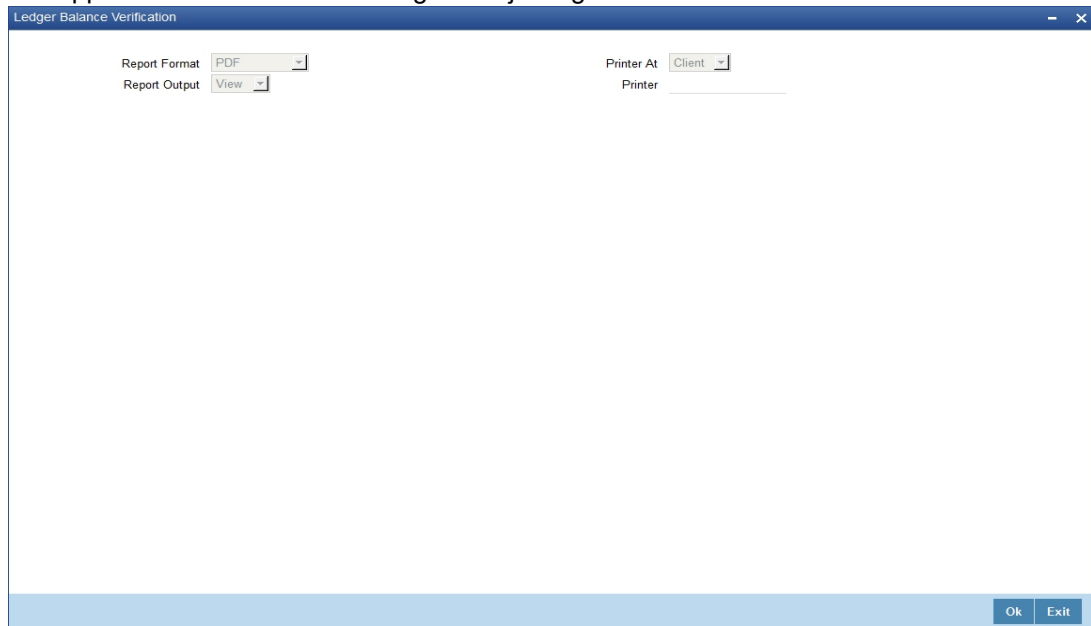 Ledger Balance Verification
Report Format PDF Printer At Client
Report Output View Printer
Ok Exit